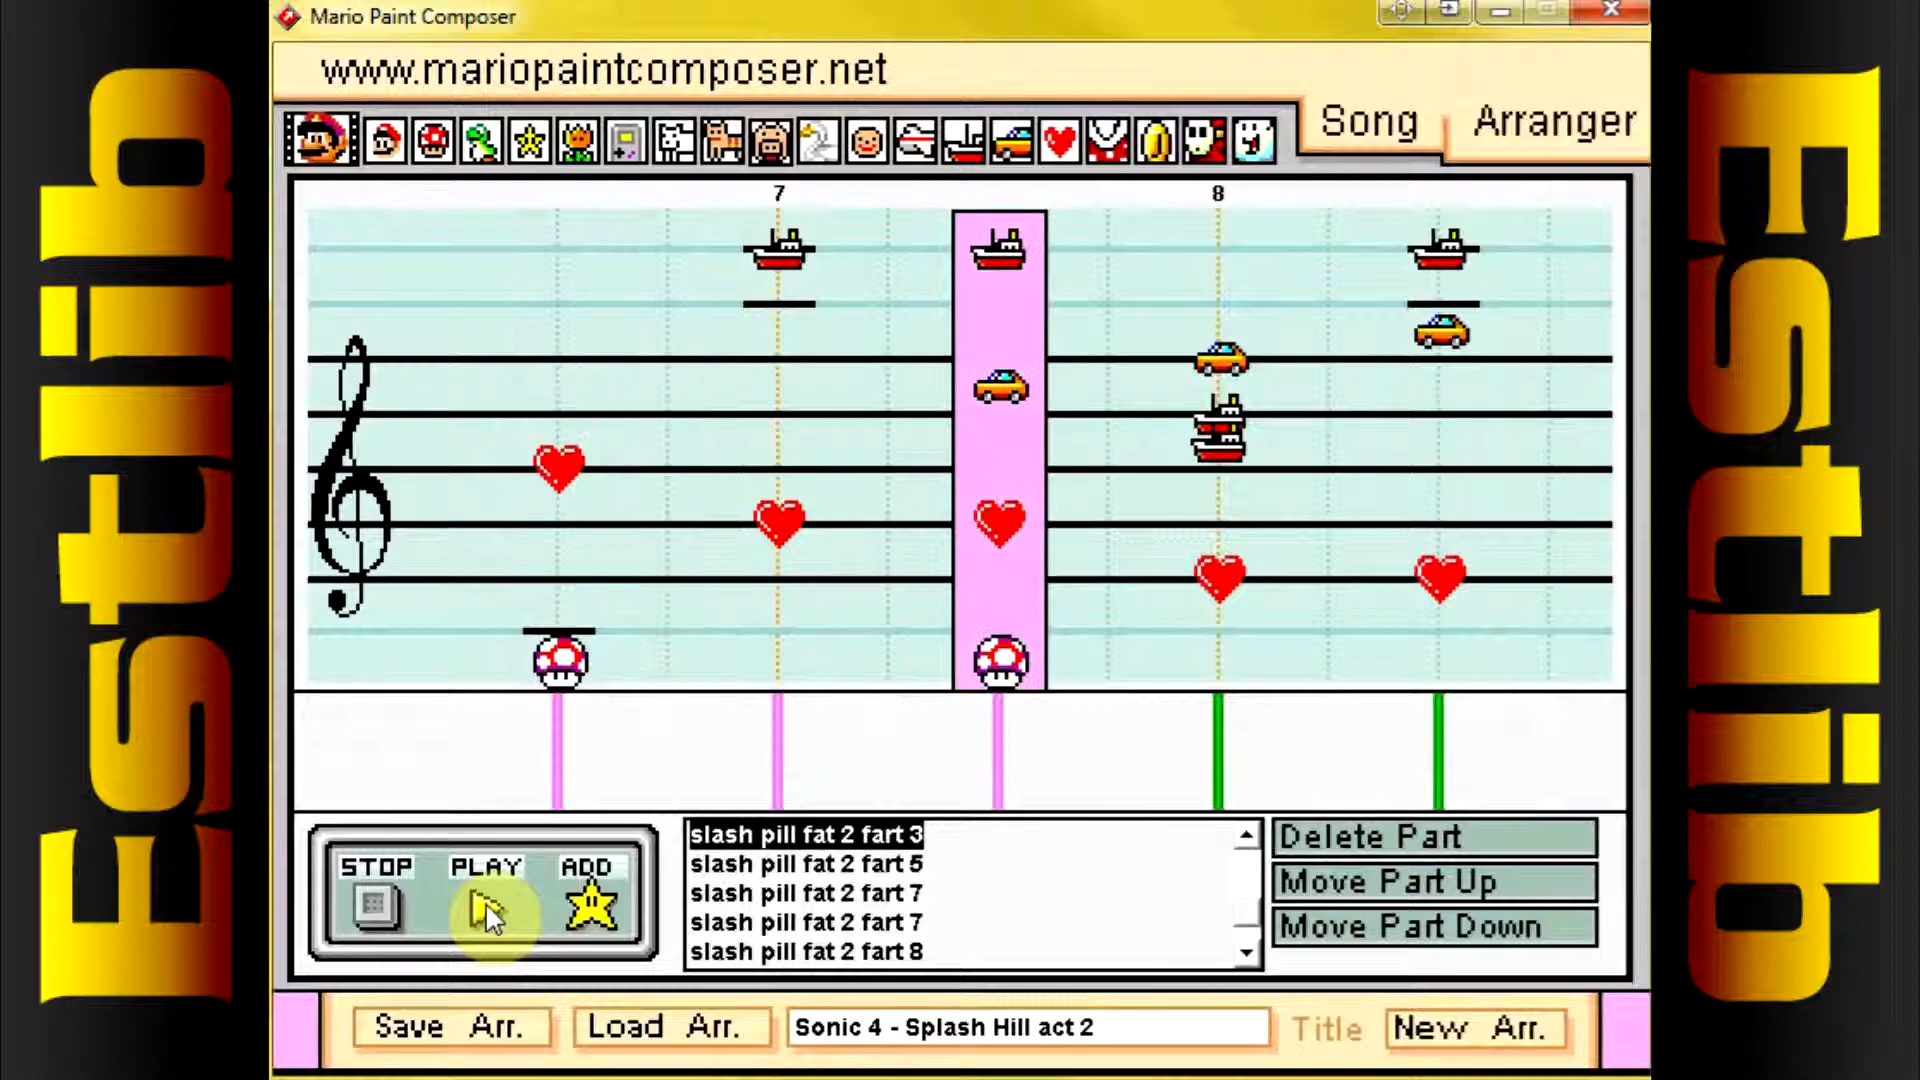 Estlib
Mario Paint Composer
www.mariopaintcomposer.net
Song
Arranger
7
8
STOP
PLAY
ADD
slash pill fat 2 fart 3
slash pill fat 2 fart 5
slash pill fat 2 fart 7
slash pill fat 2 fart 7
slash pill fat 2 fart 8
Delete Part
Move Part Up
Move Part Down
Save Arr.
Load Arr.
Sonic 4 - Splash Hill act 2
Title
New Arr.
Estlib